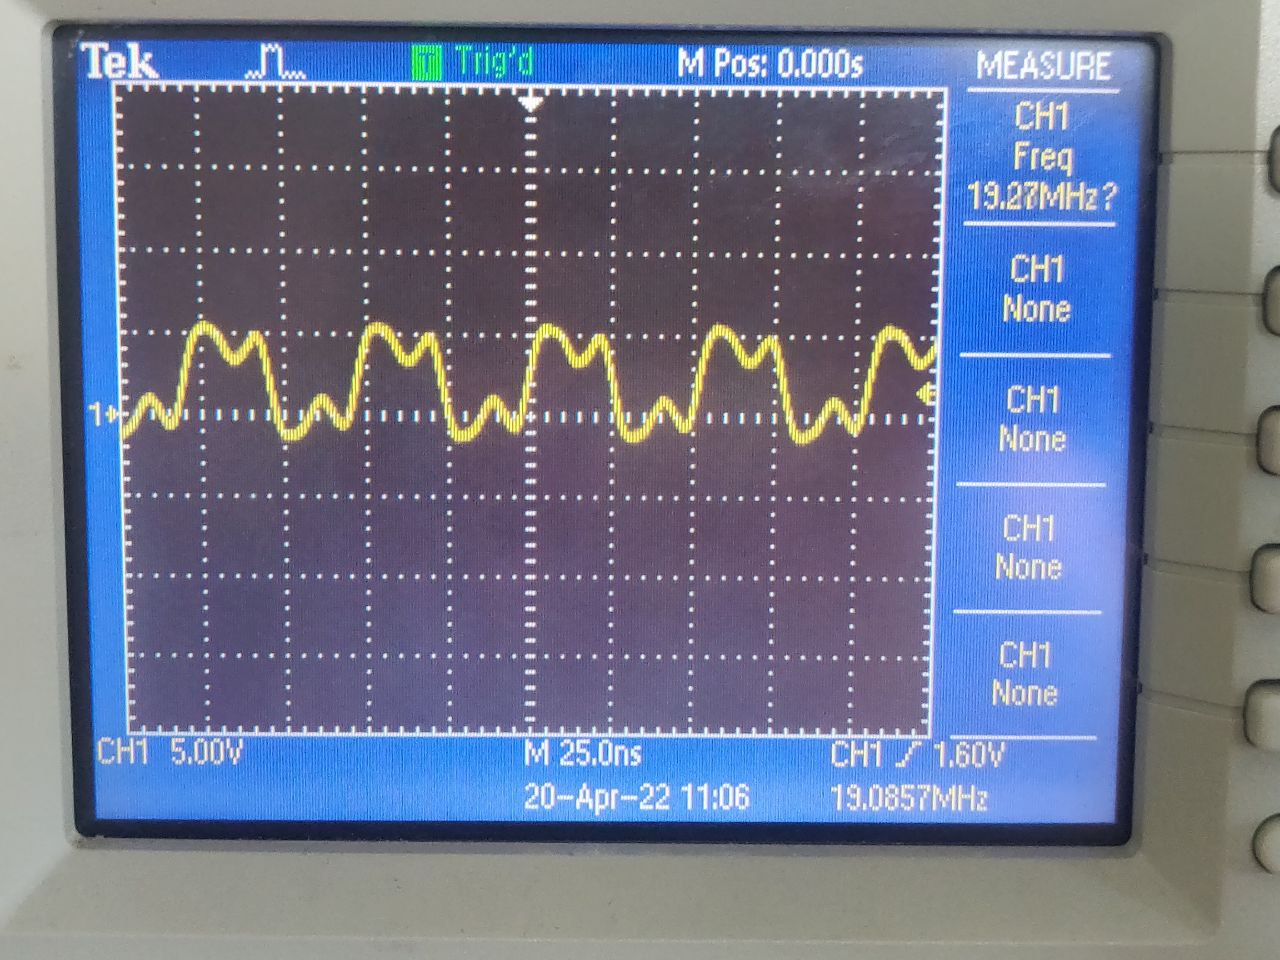 Tek Trig'd M Pos: 0.000s MEASURE
CH1
Freq
19.27MHz?
CH1
None
CH1
None
CH1
None
CH1
None
1
CH1 5.00V M 25.0ns CH1 1.60V
20-Apr-22 11:06 19.0857MHz